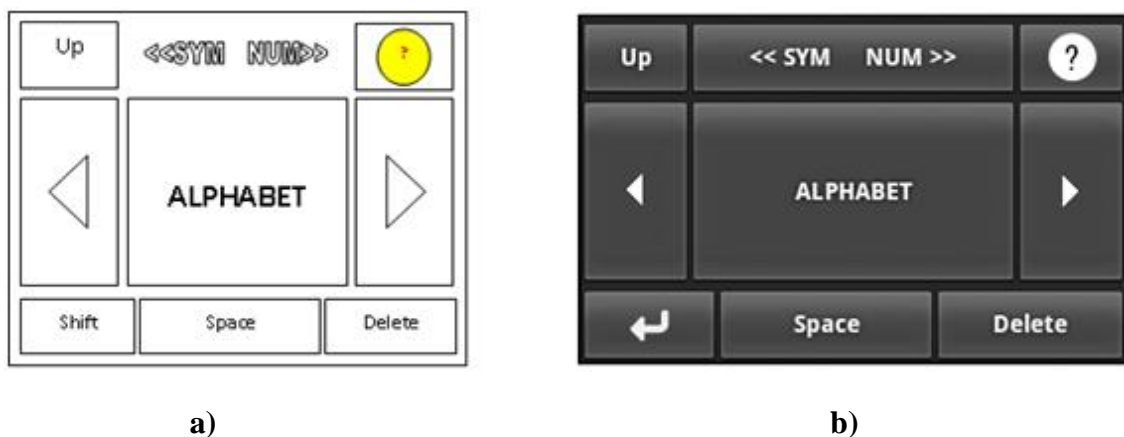 Up <<SYM NUM>> ?
ALPHABET
Shift Space Delete
a)
Up << SYM NUM >> ?
ALPHABET
Space Delete
b)